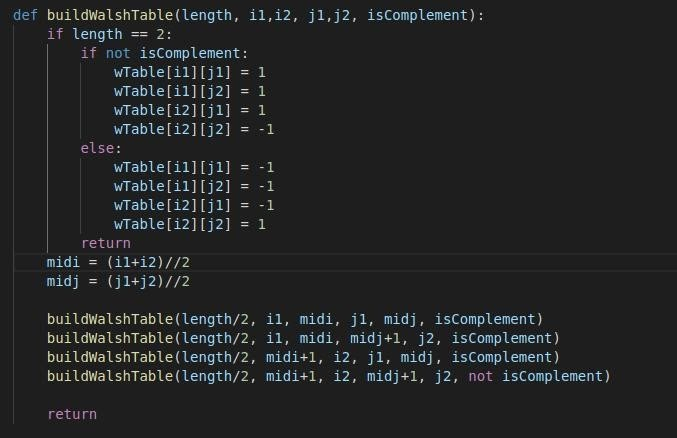 def buildWalshTable(length, i1,i2, j1,j2, isComplement):
    if length == 2:
        if not isComplement:
            wTable[i1][j1] = 1
            wTable[i1][j2] = 1
            wTable[i2][j1] = 1
            wTable[i2][j2] = -1
        else:
            wTable[i1][j1] = -1
            wTable[i1][j2] = -1
            wTable[i2][j1] = -1
            wTable[i2][j2] = 1
        return
    midi = (i1+i2)//2
    midj = (j1+j2)//2

    buildWalshTable(length/2, i1, midi, j1, midj, isComplement)
    buildWalshTable(length/2, i1, midi, midj+1, j2, isComplement)
    buildWalshTable(length/2, midi+1, i2, j1, midj, isComplement)
    buildWalshTable(length/2, midi+1, i2, midj+1, j2, not isComplement)

    return